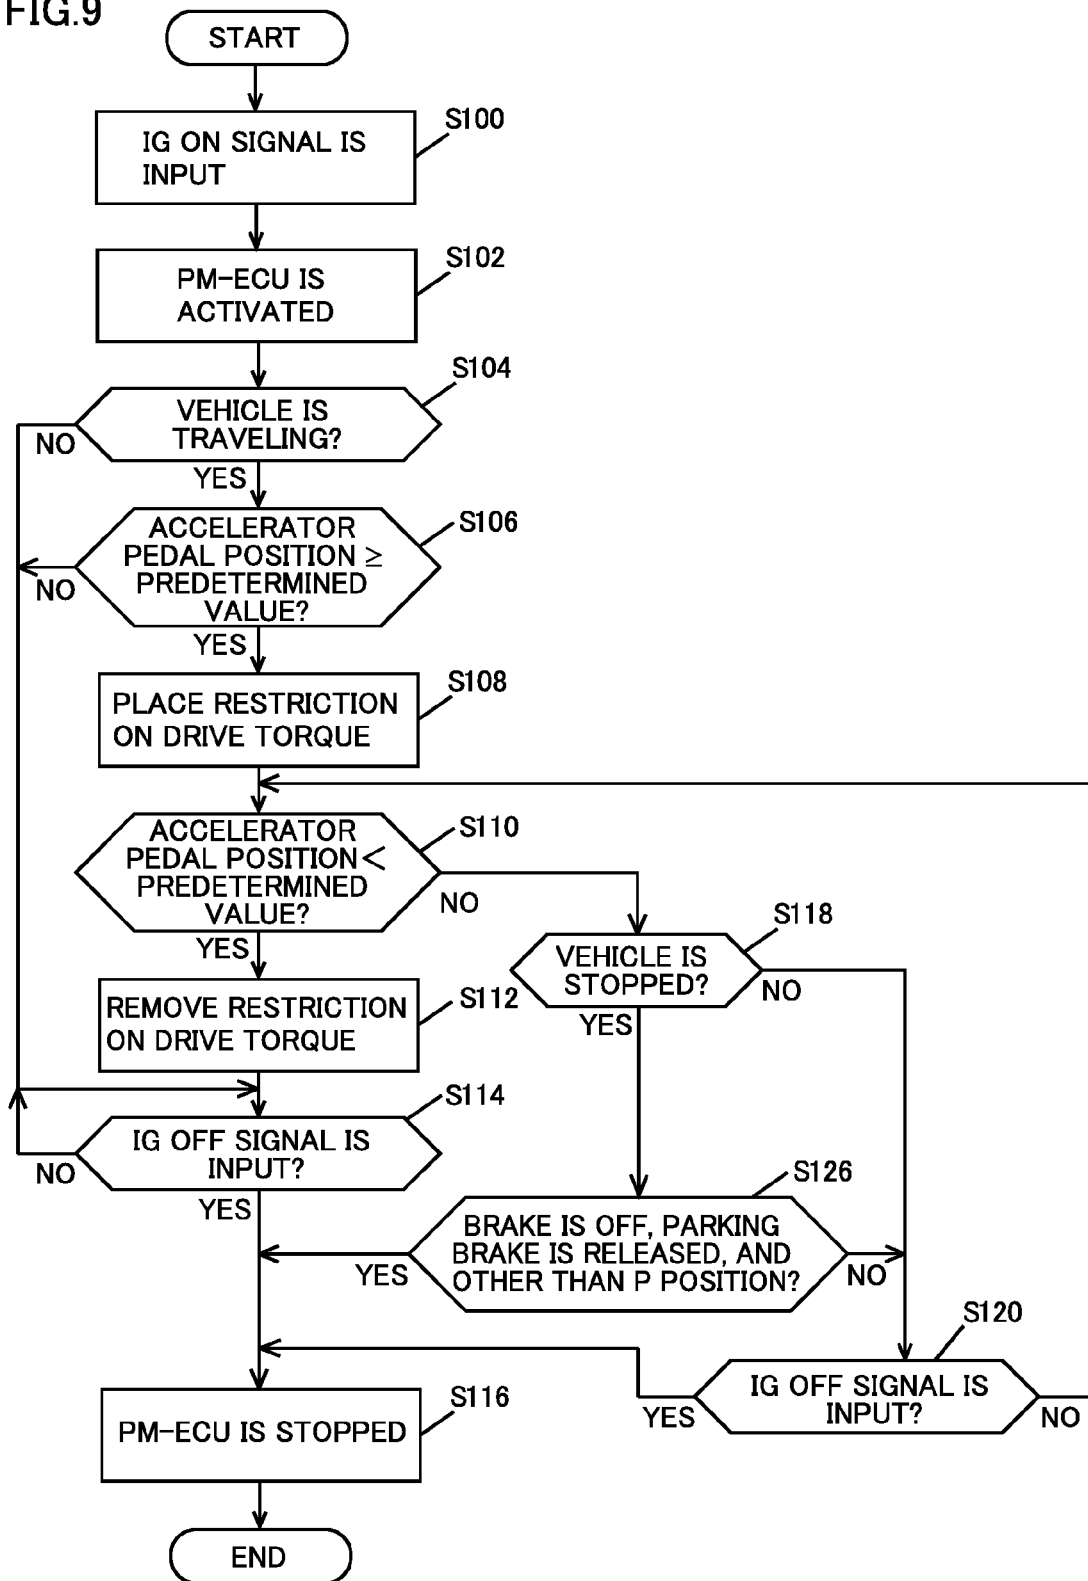 FIG.9
START
S100
IG ON SIGNAL IS
INPUT
S102
PM-ECU IS
ACTIVATED
S104
VEHICLE IS
TRAVELING?
NO
YES
S106
ACCELERATOR
PEDAL POSITION ≥
PREDETERMINED
VALUE?
NO
YES
S108
PLACE RESTRICTION
ON DRIVE TORQUE
S110
ACCELERATOR
PEDAL POSITION <
PREDETERMINED
VALUE?
NO
YES
S118
VEHICLE IS
STOPPED?
NO
YES
S112
REMOVE RESTRICTION
ON DRIVE TORQUE
S114
IG OFF SIGNAL IS
INPUT?
NO
YES
S126
BRAKE IS OFF, PARKING
BRAKE IS RELEASED, AND
OTHER THAN P POSITION?
YES
NO
S120
IG OFF SIGNAL IS
INPUT?
YES
NO
S116
PM-ECU IS STOPPED
END